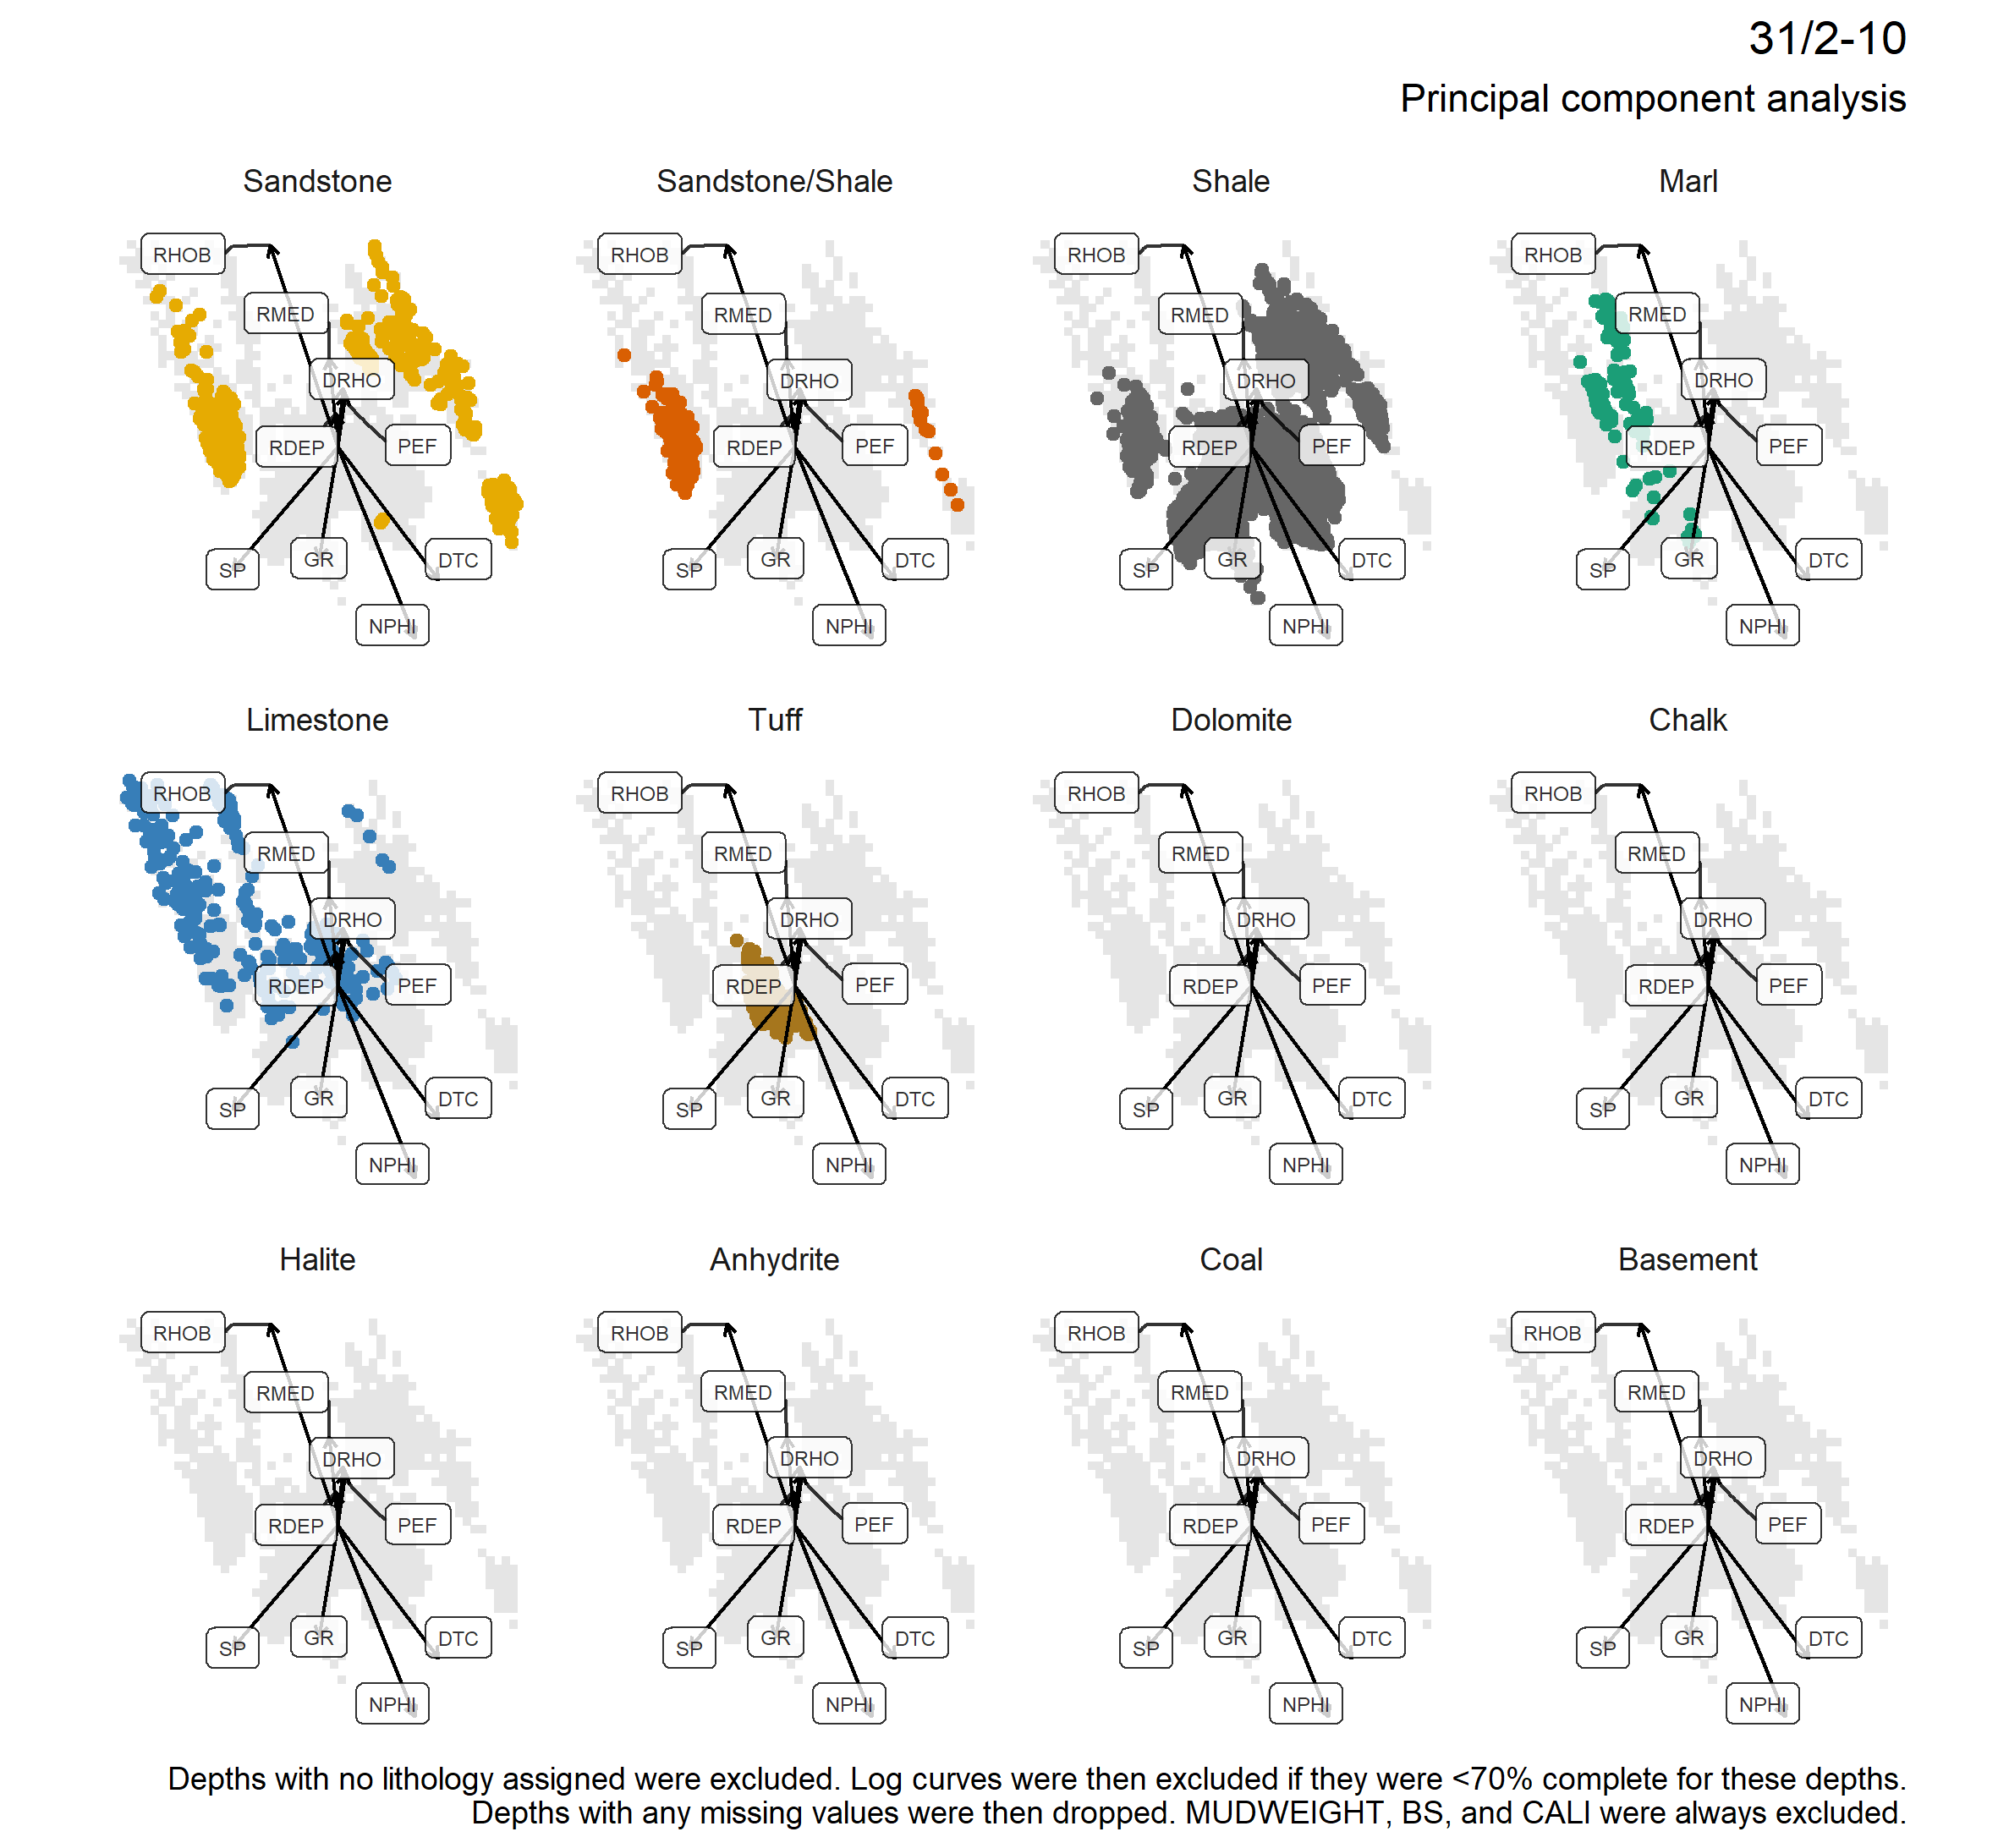 31/2-10
Principal component analysis
Sandstone
RHOB
RMED
DRHO
RDEP
PEF
SP
GR
DTC
NPHI
Sandstone/Shale
RHOB
RMED
DRHO
RDEP
PEF
SP
GR
DTC
NPHI
Shale
RHOB
RMED
DRHO
RDEP
PEF
SP
GR
DTC
NPHI
Marl
RHOB
RMED
DRHO
RDEP
PEF
SP
GR
DTC
NPHI
Limestone
RHOB
RMED
DRHO
RDEP
PEF
SP
GR
DTC
NPHI
Tuff
RHOB
RMED
DRHO
RDEP
PEF
SP
GR
DTC
NPHI
Dolomite
RHOB
RMED
DRHO
RDEP
PEF
SP
GR
DTC
NPHI
Chalk
RHOB
RMED
DRHO
RDEP
PEF
SP
GR
DTC
NPHI
Halite
RHOB
RMED
DRHO
RDEP
PEF
SP
GR
DTC
NPHI
Anhydrite
RHOB
RMED
DRHO
RDEP
PEF
SP
GR
DTC
NPHI
Coal
RHOB
RMED
DRHO
RDEP
PEF
SP
GR
DTC
NPHI
Basement
RHOB
RMED
DRHO
RDEP
PEF
SP
GR
DTC
NPHI
Depths with no lithology assigned were excluded. Log curves were then excluded if they were <70% complete for these depths.
Depths with any missing values were then dropped. MUDWEIGHT, BS, and CALI were always excluded.